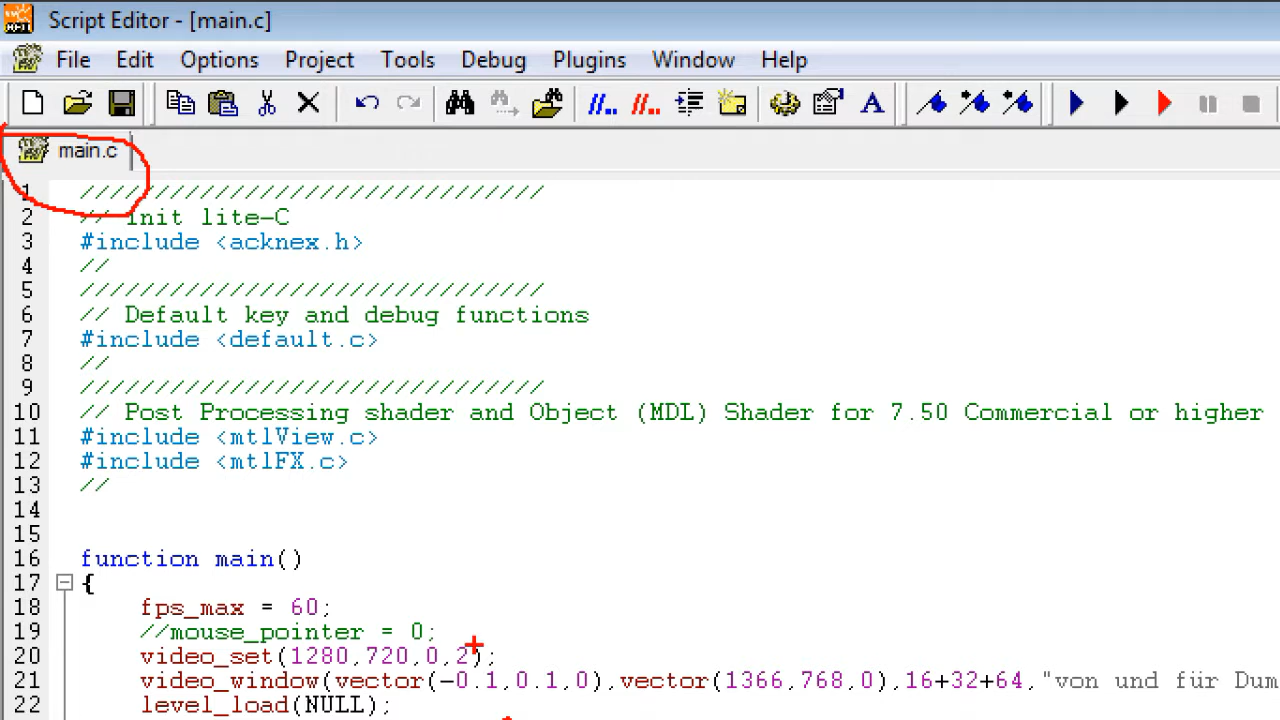 Script Editor - [main.c]
File Edit Options Project Tools Debug Plugins Window Help
main.c
1 ///////////////////////////////
2 // Init lite-C
3 #include <acknex.h>
4 //
5 ///////////////////////////////
6 // Default key and debug functions
7 #include <default.c>
8 //
9 ///////////////////////////////
10 // Post Processing shader and Object (MDL) Shader for 7.50 Commercial or higher
11 #include <mtlView.c>
12 #include <mtlFX.c>
13 //
14
15
16 function main()
17 {
18 fps_max = 60;
19 //mouse_pointer = 0;
20 video_set(1280,720,0,2);
21 video_window(vector(-0.1,0.1,0),vector(1366,768,0),16+32+64,"von und für Dum
22 level_load(NULL);